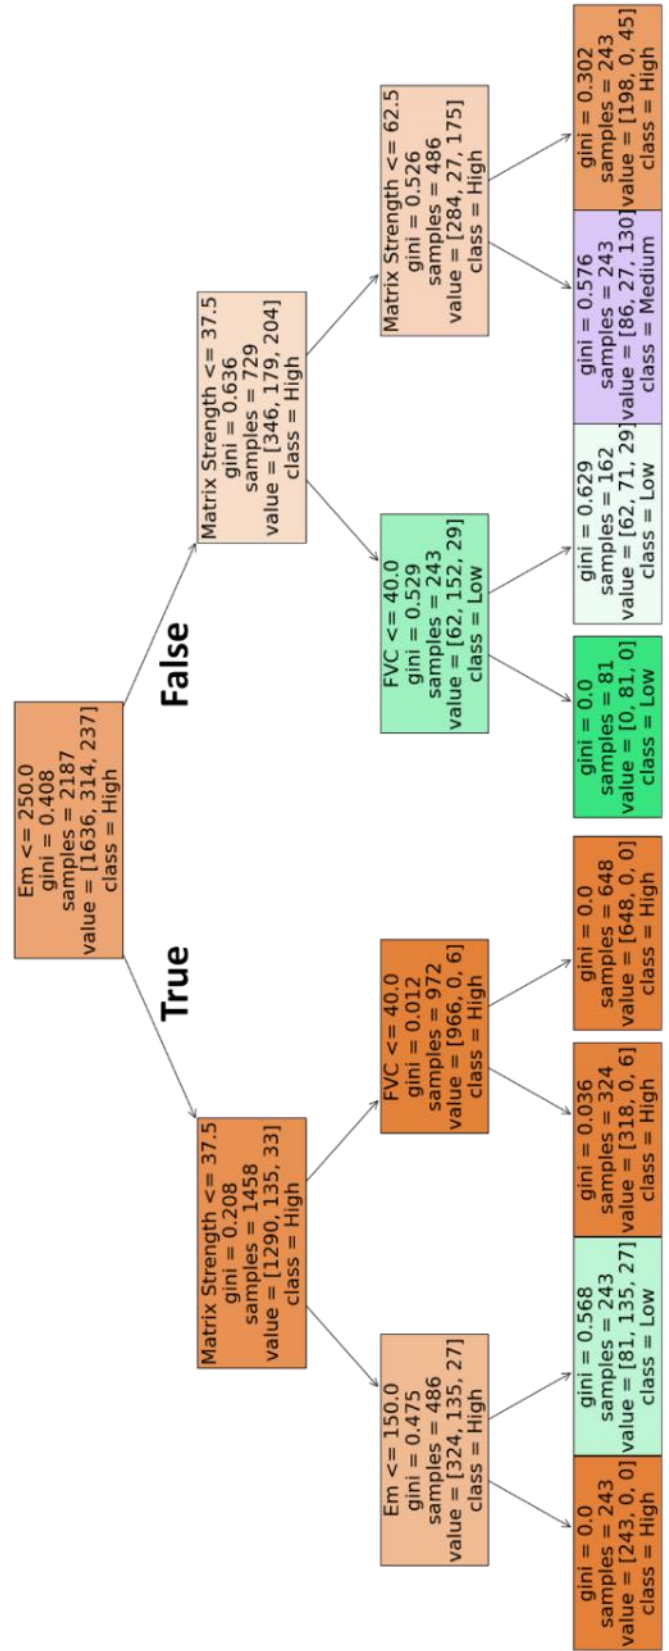 Em <= 250.0
gini = 0.408
samples = 2187
value = [1636, 314, 237]
class = High
True
False
Matrix Strength <= 37.5
gini = 0.208
samples = 1458
value = [1290, 135, 33]
class = High
Matrix Strength <= 37.5
gini = 0.636
samples = 729
value = [346, 179, 204]
class = High
Em <= 150.0
gini = 0.475
samples = 486
value = [324, 135, 27]
class = High
FVC <= 40.0
gini = 0.012
samples = 972
value = [966, 0, 6]
class = High
FVC <= 40.0
gini = 0.529
samples = 243
value = [62, 152, 29]
class = Low
Matrix Strength <= 62.5
gini = 0.526
samples = 486
value = [284, 27, 175]
class = High
gini = 0.0
samples = 243
value = [243, 0, 0]
class = High
gini = 0.568
samples = 243
value = [81, 135, 27]
class = Low
gini = 0.036
samples = 324
value = [318, 0, 6]
class = High
gini = 0.0
samples = 648
value = [648, 0, 0]
class = High
gini = 0.0
samples = 81
value = [0, 81, 0]
class = Low
gini = 0.629
samples = 162
value = [62, 71, 29]
class = Low
gini = 0.576
samples = 243
value = [86, 27, 130]
class = Medium
gini = 0.302
samples = 243
value = [198, 0, 45]
class = High